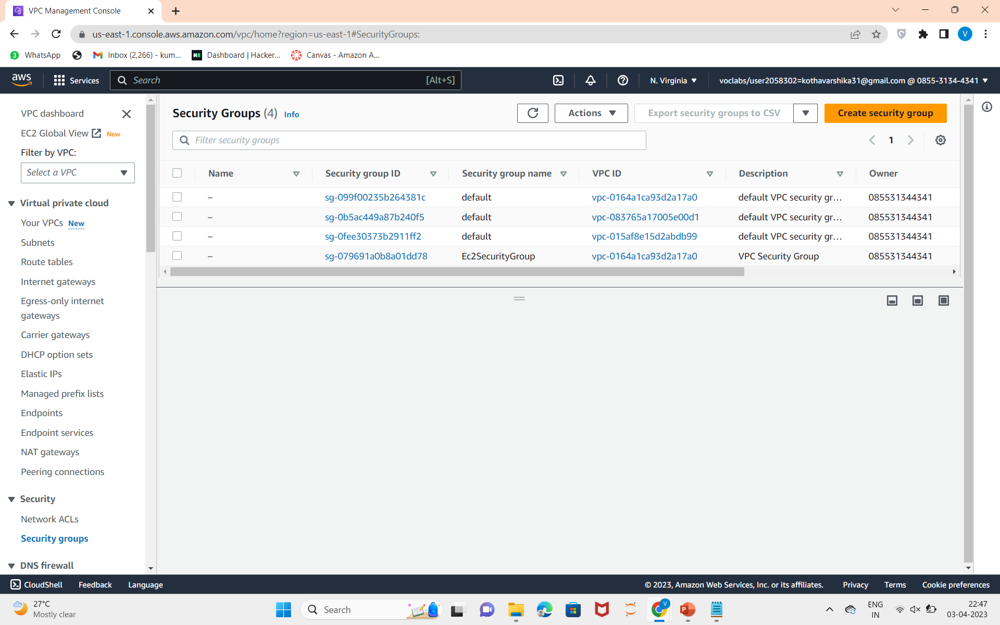 VPC Management Console
us-east-1.console.aws.amazon.com/vpc/home?region=us-east-1#SecurityGroups:
V
3 WhatsApp
Inbox (2,266) - kum...
Dashboard | Hacker...
Canvas - Amazon A...
aws
Services
Search
[Alt+S]
N. Virginia
voclabs/user2058302=kothavarshika31@gmail.com @ 0855-3134-4341
VPC dashboard
EC2 Global View New
Filter by VPC:
Select a VPC
Virtual private cloud
Your VPCs New
Subnets
Route tables
Internet gateways
Egress-only internet
gateways
Carrier gateways
DHCP option sets
Elastic IPs
Managed prefix lists
Endpoints
Endpoint services
NAT gateways
Peering connections
Security
Network ACLs
Security groups
DNS firewall
Security Groups (4) Info
Actions
Export security groups to CSV
Create security group
Filter security groups
1
Name Security group ID Security group name VPC ID Description Owner
– sg-099f00235b264381c default vpc-0164a1ca93d2a17a0 default VPC security gr... 085531344341
– sg-0b5ac449a87b240f5 default vpc-083765a17005e00d1 default VPC security gr... 085531344341
– sg-0fee30373b2911ff2 default vpc-015af8e15d2abdb99 default VPC security gr... 085531344341
– sg-079691a0b8a01dd78 Ec2SecurityGroup vpc-0164a1ca93d2a17a0 VPC Security Group 085531344341
CloudShell Feedback Language
© 2023, Amazon Web Services, Inc. or its affiliates. Privacy Terms Cookie preferences
27°C
Mostly clear
Search
ENG
IN
22:47
03-04-2023